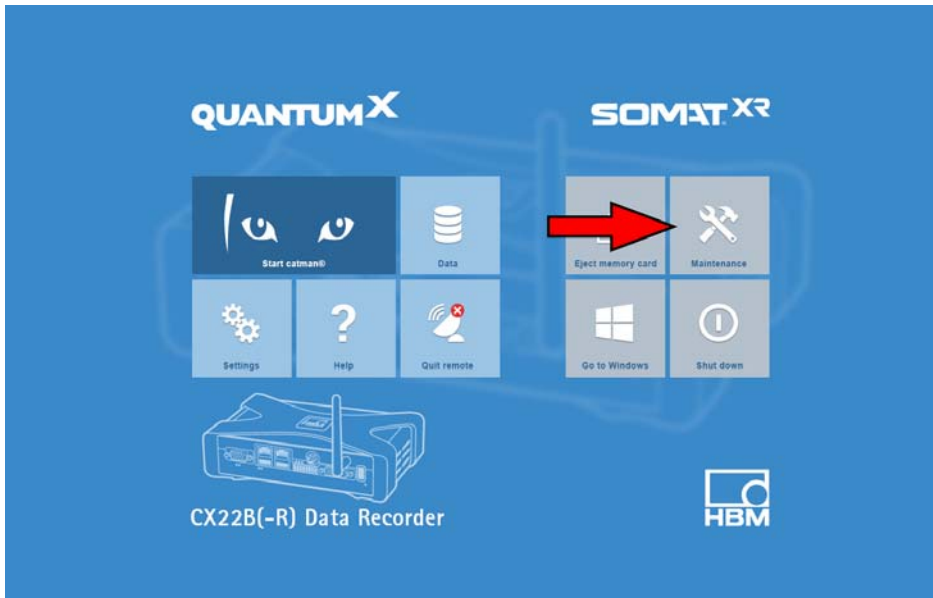 QUANTUMX
SOMAT XR
Start catman®
Data
Eject memory card
Maintenance
Settings
?
Help
Quit remote
Go to Windows
Shut down
CX22B(-R) Data Recorder
HBM